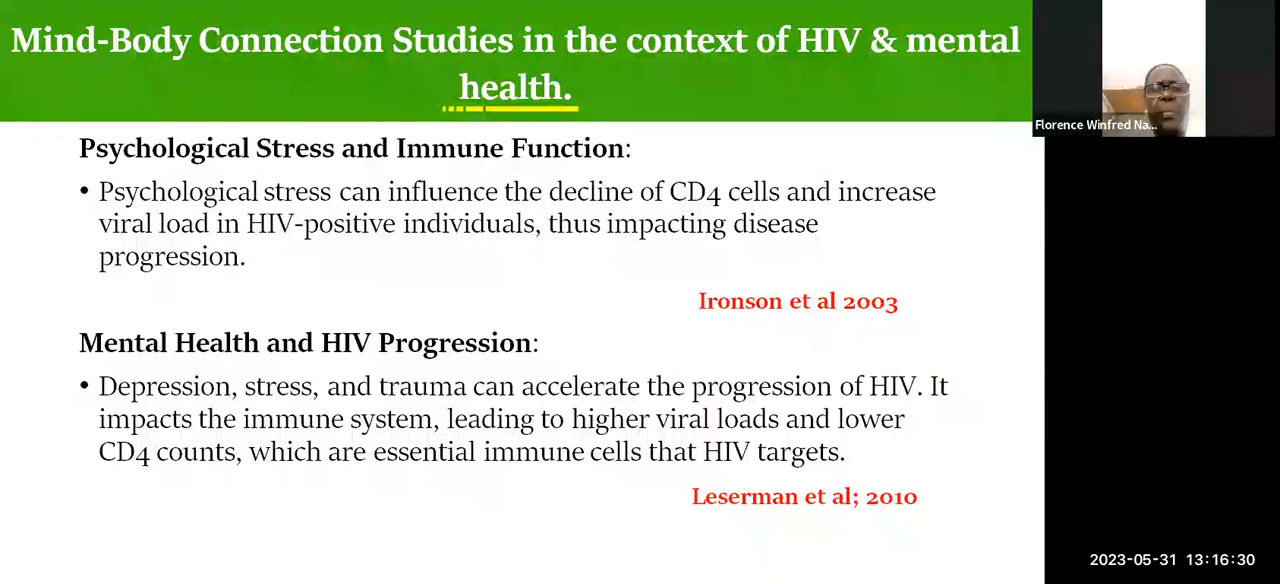 Mind-Body Connection Studies in the context of HIV & mental
health.
Florence Winfred Na...
Psychological Stress and Immune Function:
• Psychological stress can influence the decline of CD4 cells and increase
viral load in HIV-positive individuals, thus impacting disease
progression.
Ironson et al 2003
Mental Health and HIV Progression:
• Depression, stress, and trauma can accelerate the progression of HIV. It
impacts the immune system, leading to higher viral loads and lower
CD4 counts, which are essential immune cells that HIV targets.
Leserman et al; 2010
2023-05-31 13:16:30